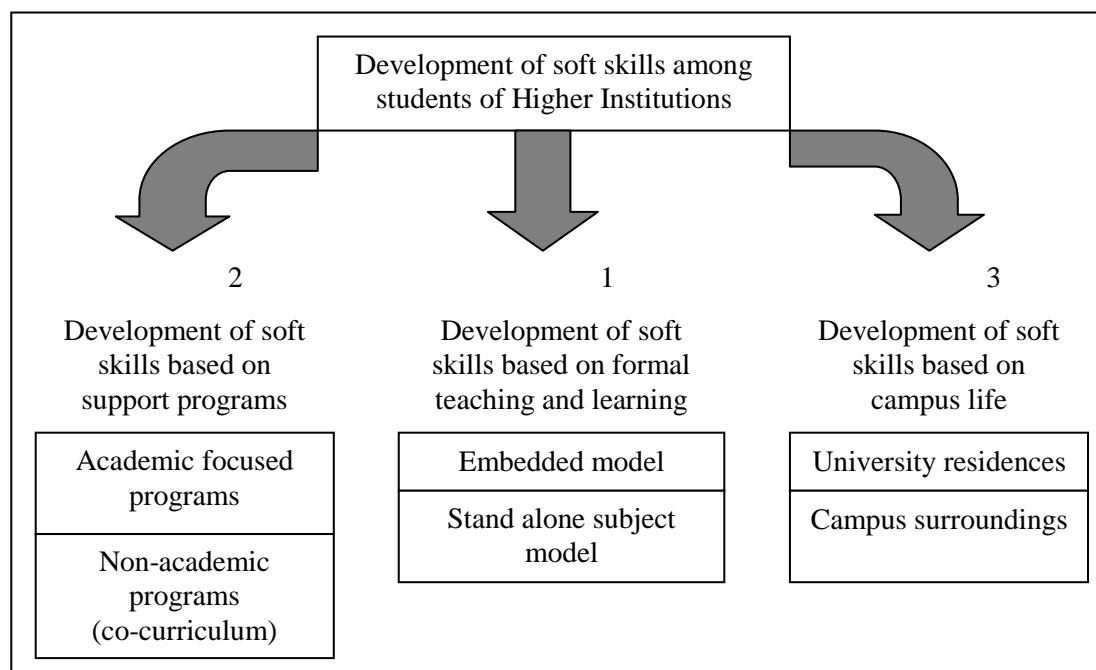 Development of soft skills among
students of Higher Institutions
2
Development of soft
skills based on
support programs
Academic focused
programs
Non-academic
programs
(co-curriculum)
1
Development of soft
skills based on formal
teaching and learning
Embedded model
Stand alone subject
model
3
Development of soft
skills based on
campus life
University residences
Campus surroundings